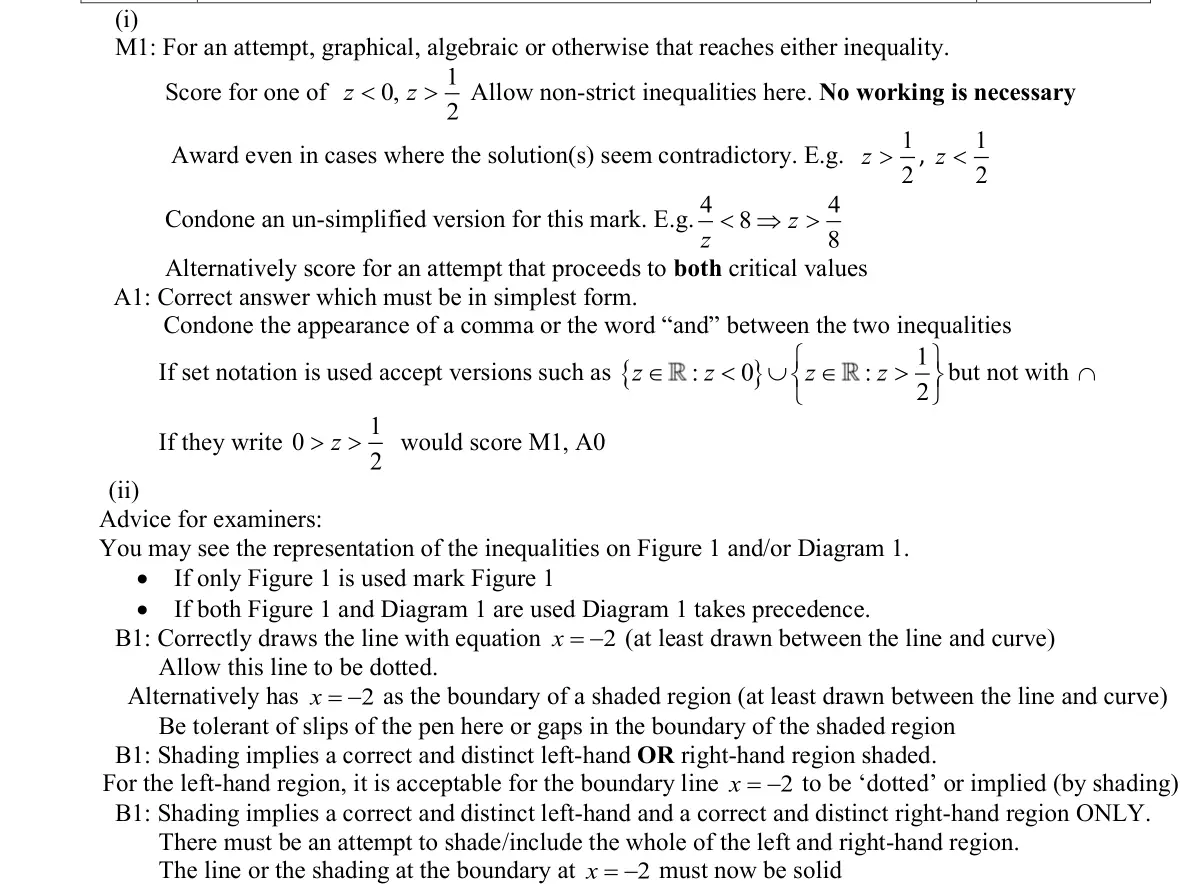 (i)
M1: For an attempt, graphical, algebraic or otherwise that reaches either inequality.
Score for one of z < 0, z > 1/2 Allow non-strict inequalities here. No working is necessary
Award even in cases where the solution(s) seem contradictory. E.g. z > 1/2, z < 1/2
Condone an un-simplified version for this mark. E.g. 4/z < 8 ⇒ z > 4/8
Alternatively score for an attempt that proceeds to both critical values
A1: Correct answer which must be in simplest form.
Condone the appearance of a comma or the word “and” between the two inequalities
If set notation is used accept versions such as {z ∈ ℝ : z < 0} ∪ {z ∈ ℝ : z > 1/2} but not with ∩
If they write 0 > z > 1/2 would score M1, A0
(ii)
Advice for examiners:
You may see the representation of the inequalities on Figure 1 and/or Diagram 1.
• If only Figure 1 is used mark Figure 1
• If both Figure 1 and Diagram 1 are used Diagram 1 takes precedence.
B1: Correctly draws the line with equation x = −2 (at least drawn between the line and curve)
Allow this line to be dotted.
Alternatively has x = −2 as the boundary of a shaded region (at least drawn between the line and curve)
Be tolerant of slips of the pen here or gaps in the boundary of the shaded region
B1: Shading implies a correct and distinct left-hand OR right-hand region shaded.
For the left-hand region, it is acceptable for the boundary line x = −2 to be ‘dotted’ or implied (by shading)
B1: Shading implies a correct and distinct left-hand and a correct and distinct right-hand region ONLY.
There must be an attempt to shade/include the whole of the left and right-hand region.
The line or the shading at the boundary at x = −2 must now be solid